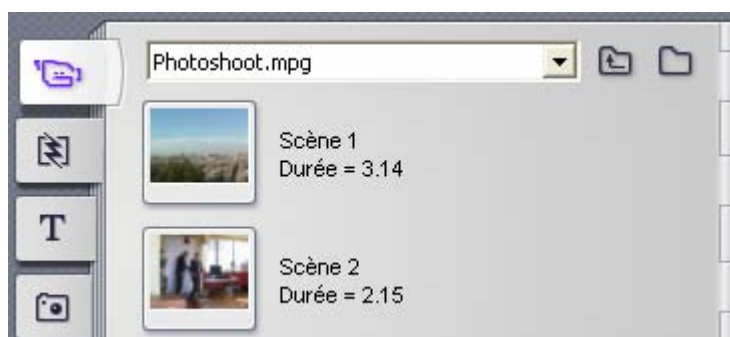 Photoshoot.mpg
Scène 1
Durée = 3.14
T
Scène 2
Durée = 2.15